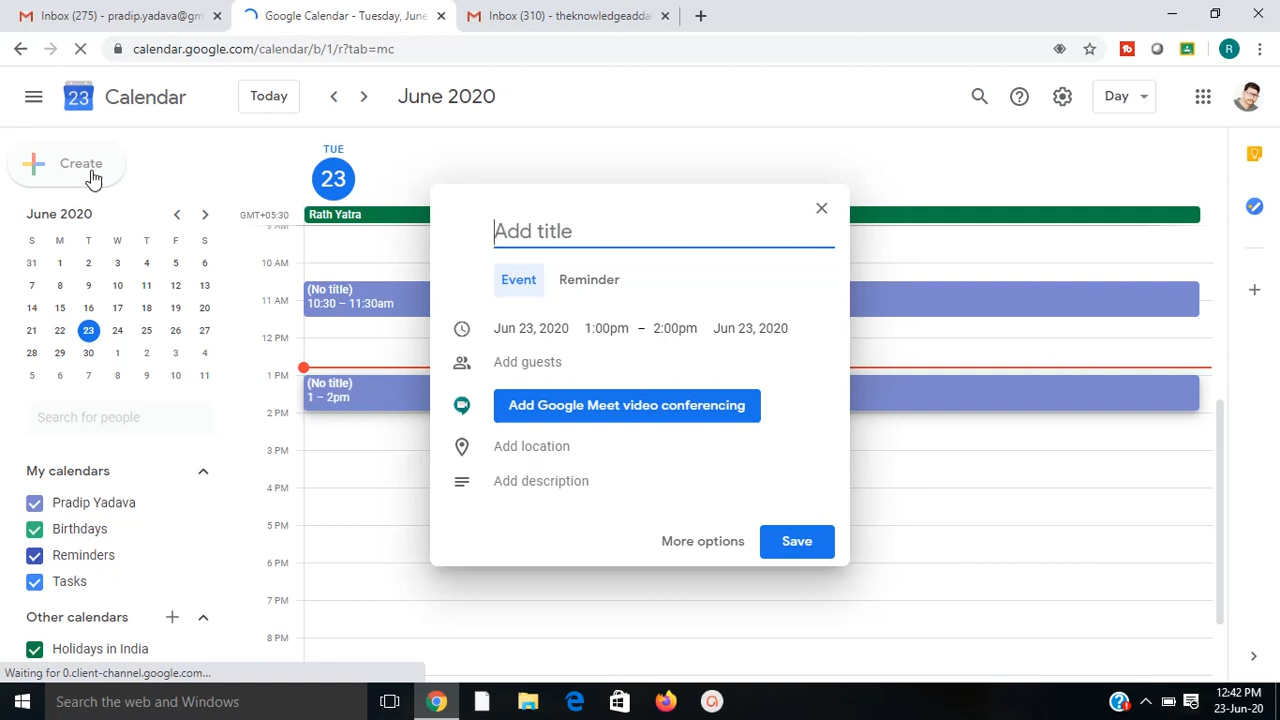 Inbox (275) - pradip.yadava@gm
Google Calendar - Tuesday, June
Inbox (310) - theknowledgeadda
calendar.google.com/calendar/b/1/r?tab=mc
R
23
Calendar
Today
June 2020
Day
Create
TUE
23
GMT+05:30
Rath Yatra
June 2020
S M T W T F S
31 1 2 3 4 5 6
7 8 9 10 11 12 13
14 15 16 17 18 19 20
21 22 23 24 25 26 27
28 29 30 1 2 3 4
5 6 7 8 9 10 11
Search for people
My calendars
Pradip Yadava
Birthdays
Reminders
Tasks
Other calendars
Holidays in India
9 AM
10 AM
11 AM
12 PM
1 PM
2 PM
3 PM
4 PM
5 PM
6 PM
7 PM
8 PM
(No title)
10:30 – 11:30am
(No title)
1 – 2pm
Add title
Event Reminder
Jun 23, 2020 1:00pm – 2:00pm Jun 23, 2020
Add guests
Add Google Meet video conferencing
Add location
Add description
More options Save
Waiting for 0.client-channel.google.com...
Search the web and Windows
12:42 PM
23-Jun-20